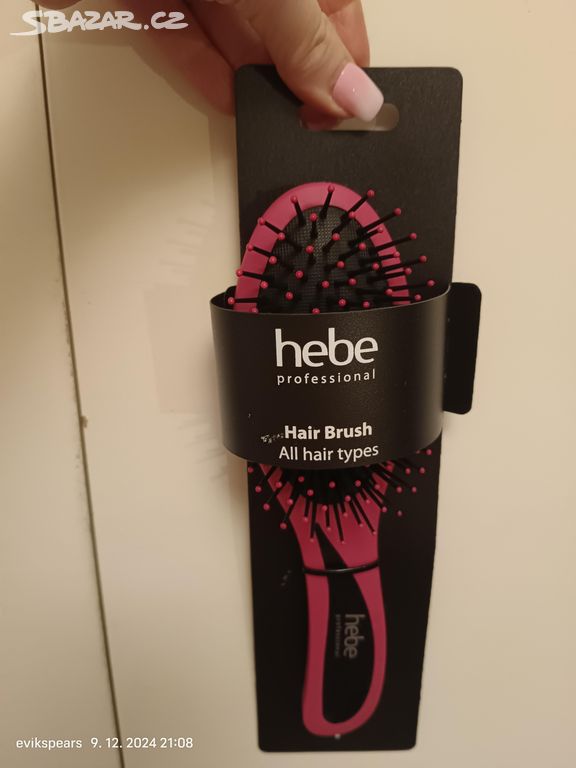 SBAZAR.CZ
hebe
professional
Hair Brush
All hair types
hebe
professional
evikspears 9. 12. 2024 21:08